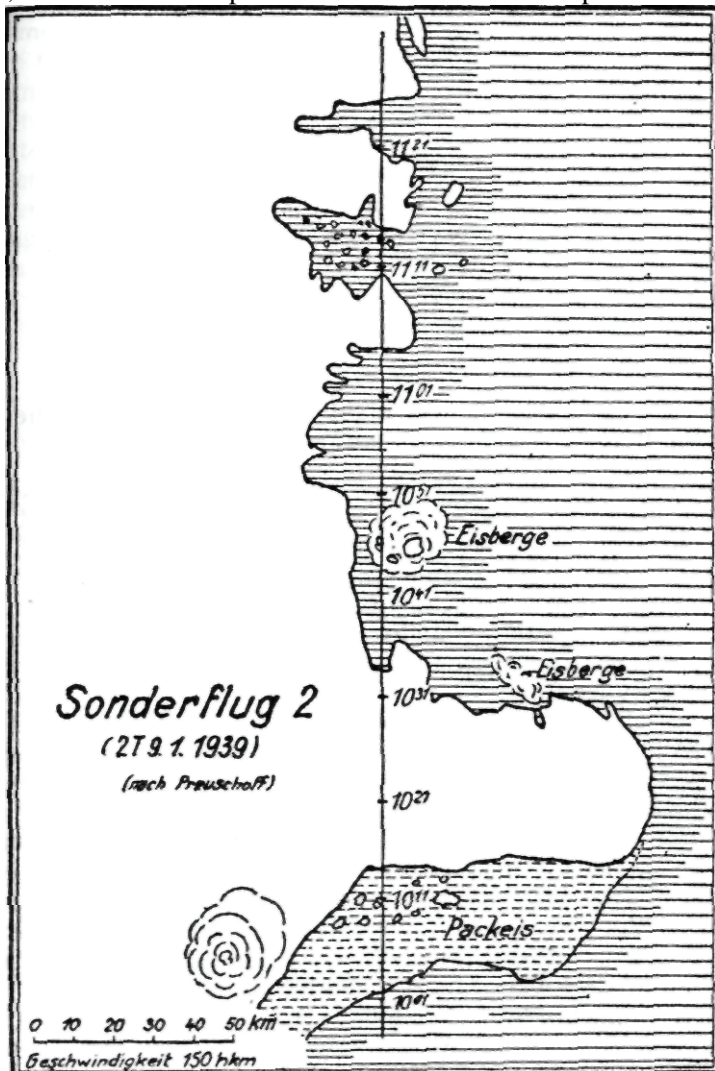 11²¹
11¹¹
11⁰¹
10⁵¹
Eisberge
10⁴¹
Eisberge
10³¹
Sonderflug 2
(2T 9. 1. 1939)
(nach Preuschoff)
10²¹
10¹¹
Packeis
10⁰¹
0 10 20 30 40 50 km
Geschwindigkeit 150 hkm